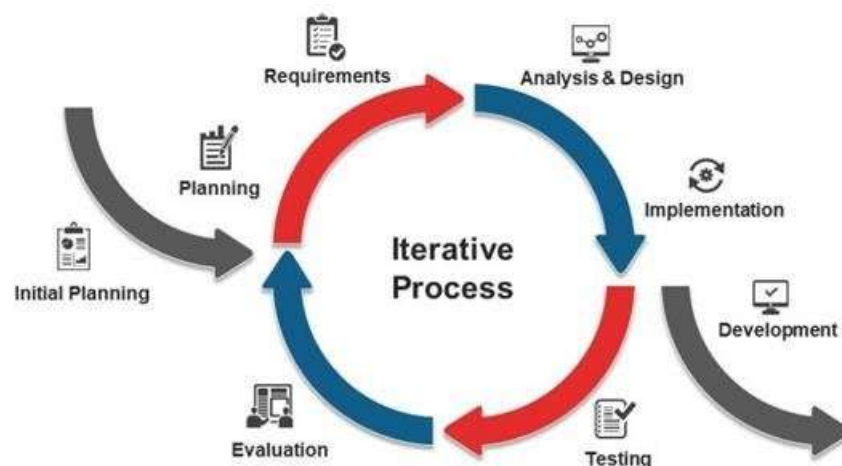 Requirements
Analysis & Design
Planning
Implementation
Iterative
Process
Initial Planning
Development
Evaluation
Testing